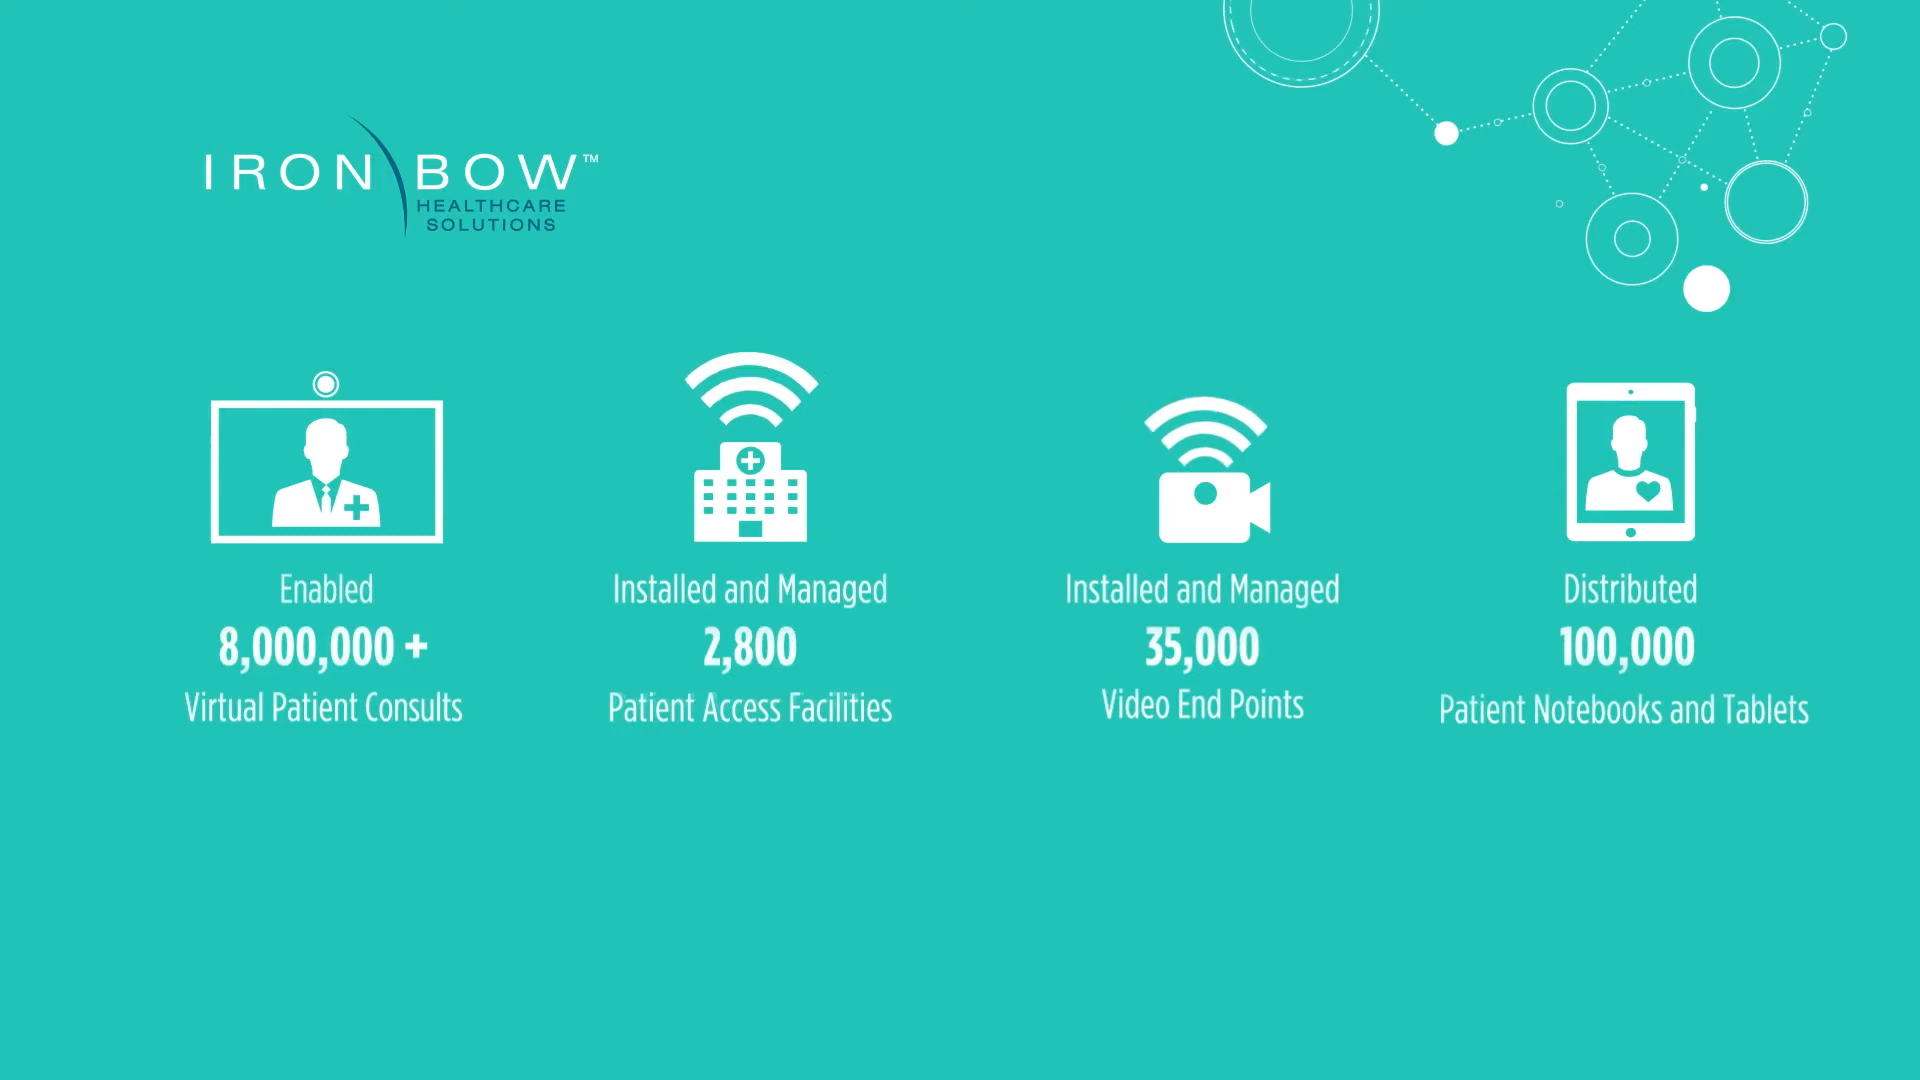 IRON BOW™
HEALTHCARE
SOLUTIONS
Enabled
8,000,000 +
Virtual Patient Consults
Installed and Managed
2,800
Patient Access Facilities
Installed and Managed
35,000
Video End Points
Distributed
100,000
Patient Notebooks and Tablets